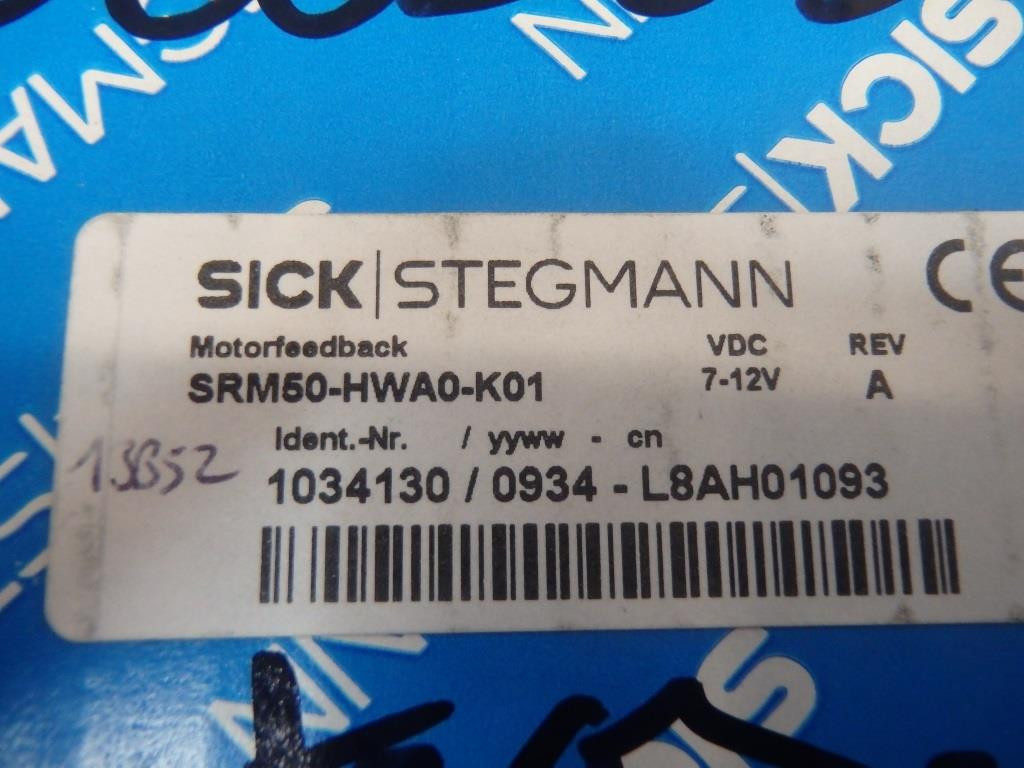 SICK
SICK|STEGMANN CE
Motorfeedback VDC REV
SRM50-HWA0-K01 7-12V A
Ident.-Nr. / yyww - cn
1034130 / 0934 - L8AH01093